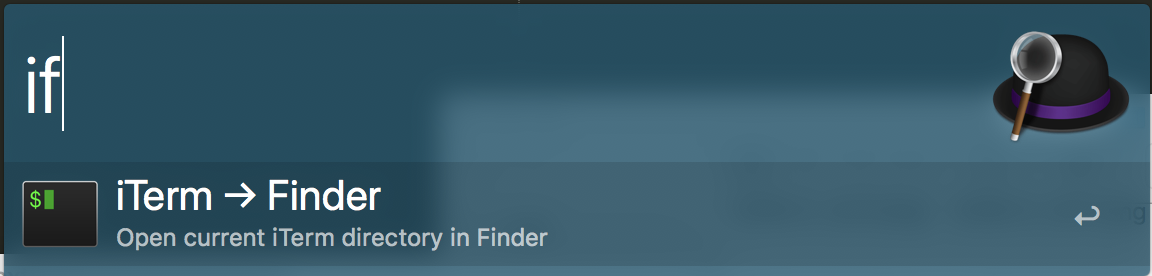 if
$
iTerm → Finder
Open current iTerm directory in Finder